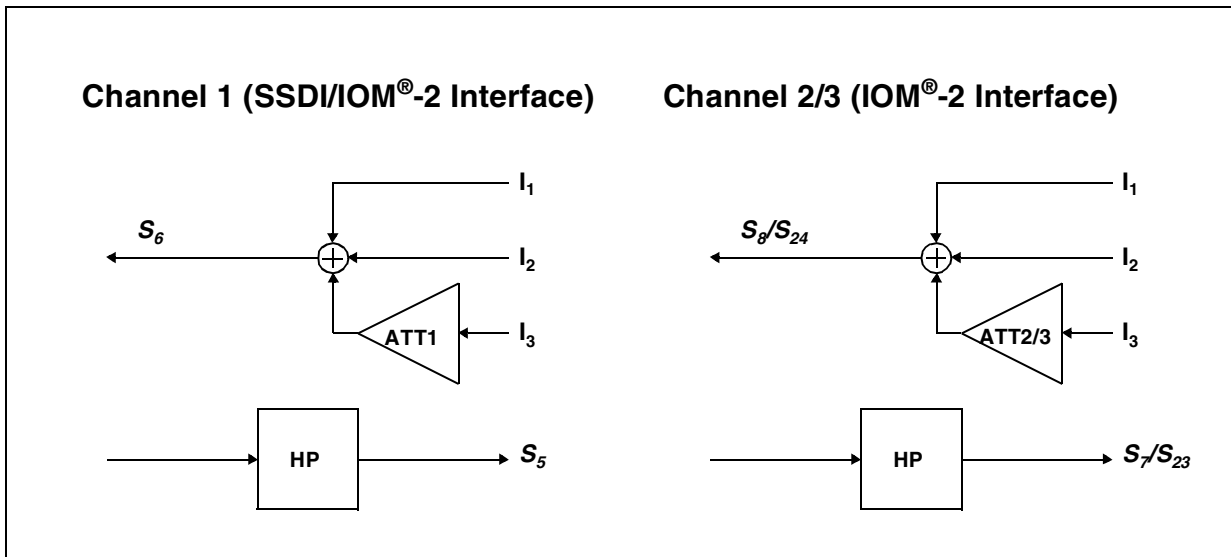 Channel 1 (SSDI/IOM®-2 Interface)
Channel 2/3 (IOM®-2 Interface)
I1
S6
I2
ATT1
I3
HP
S5
I1
S8/S24
I2
ATT2/3
I3
HP
S7/S23